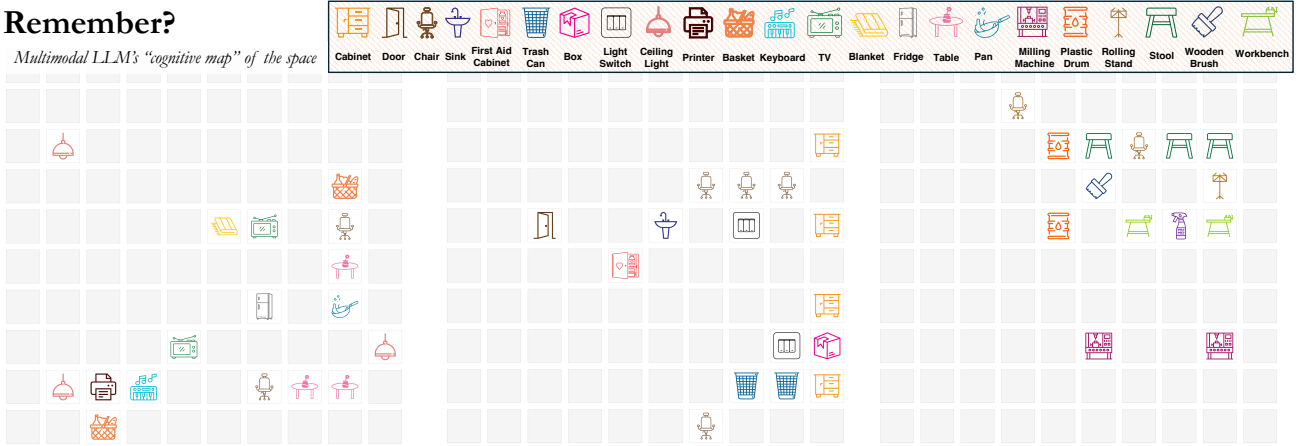 Remember?
Multimodal LLM's "cognitive map" of the space
Cabinet
Door
Chair
Sink
First Aid
Cabinet
Trash
Can
Box
Light
Switch
Ceiling
Light
Printer
Basket
Keyboard
TV
Blanket
Fridge
Table
Pan
Milling
Machine
Plastic
Drum
Rolling
Stand
Stool
Wooden
Brush
Workbench